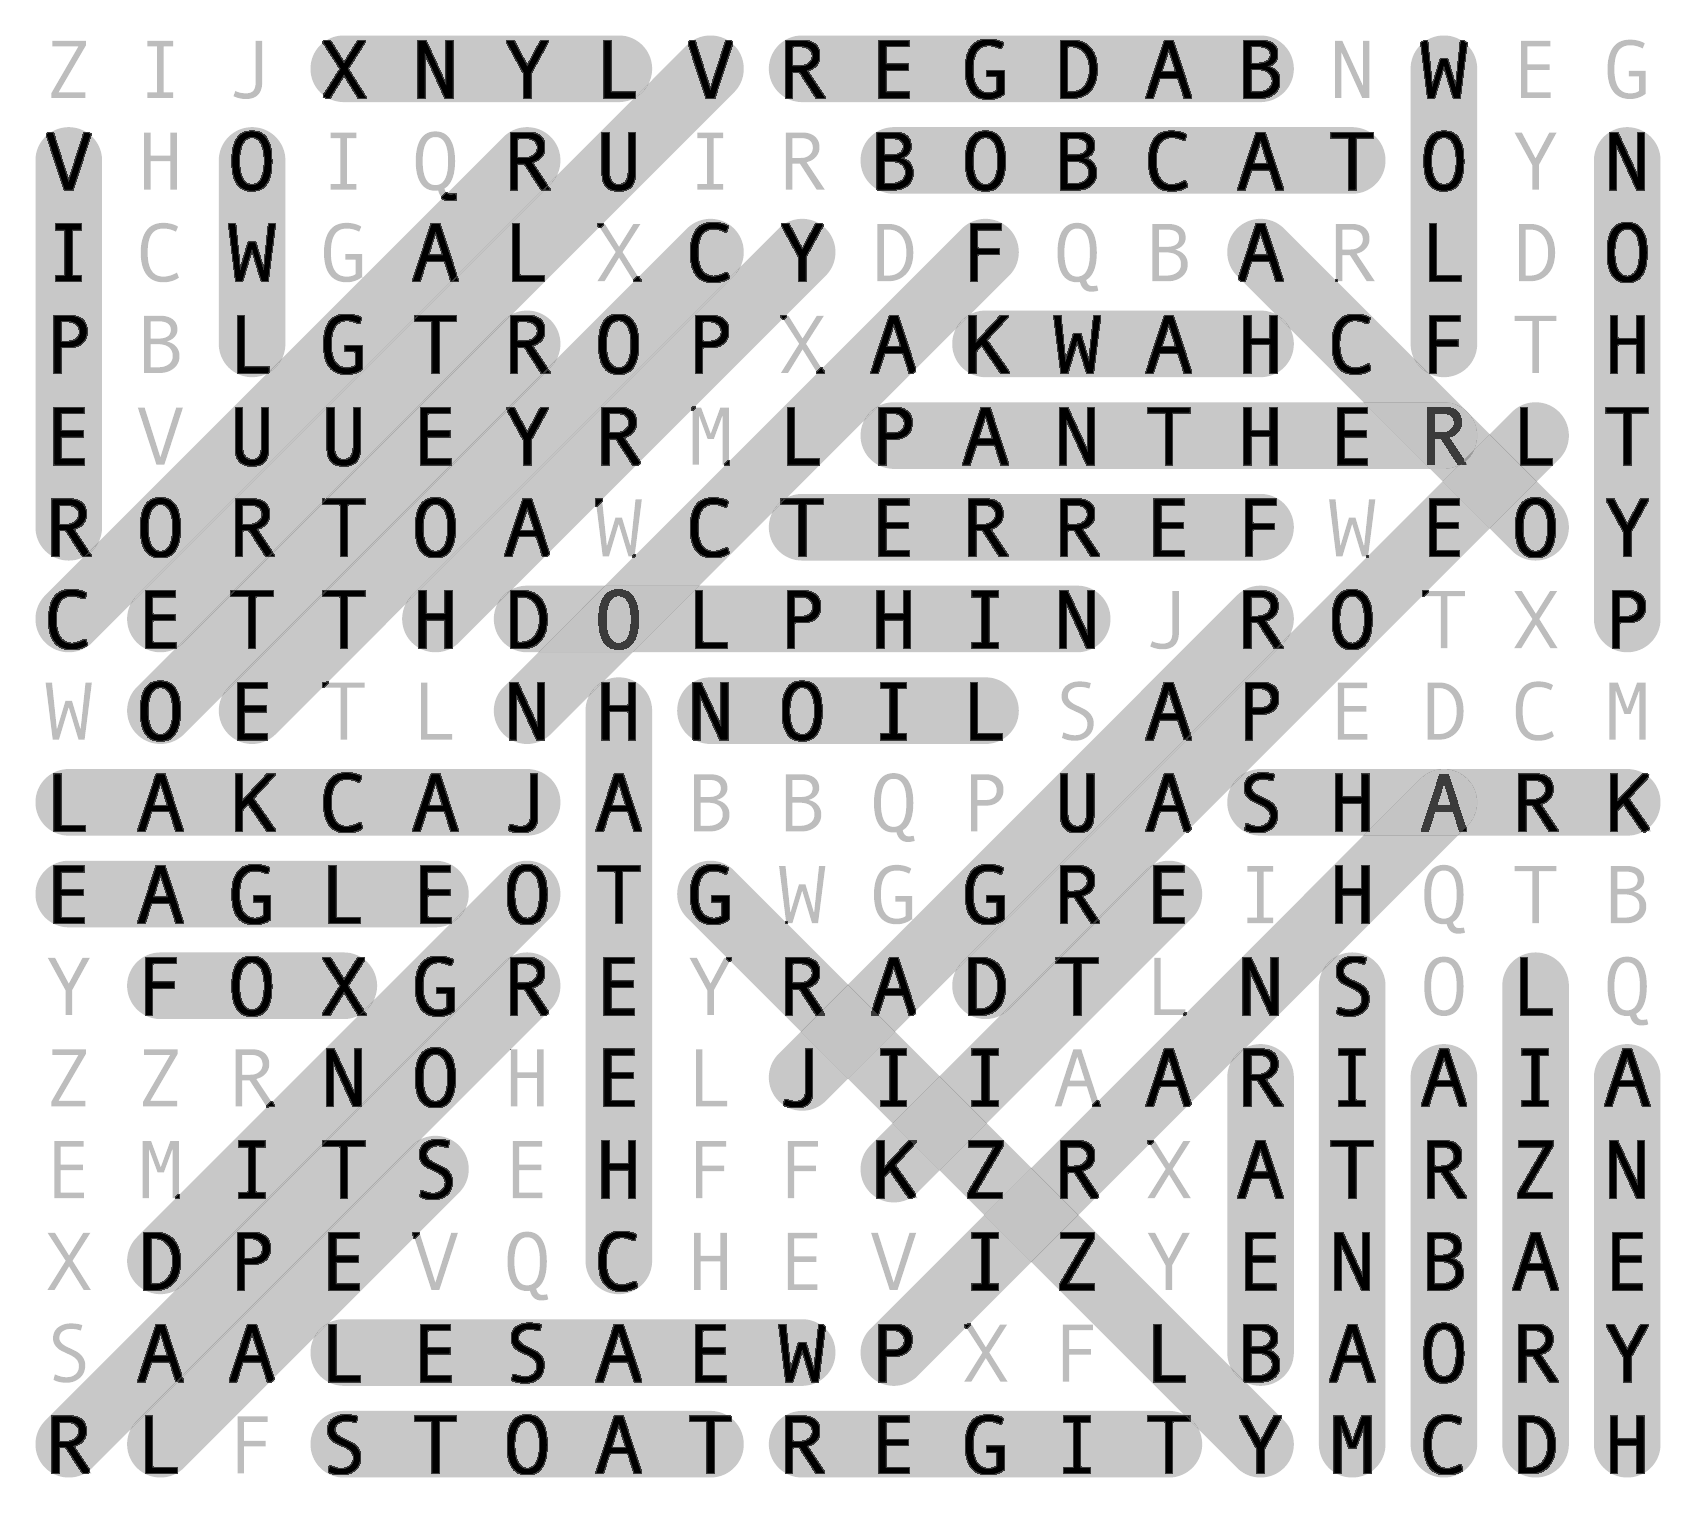 Z I J X N Y L V R E G D A B N W E G
V H O I Q R U I R B O B C A T O Y N
I C W G A L X C Y D F Q B A R L D O
P B L G T R O P X A K W A H C F T H
E V U U E Y R M L P A N T H E R L T
R O R T O A W C T E R R E F W E O Y
C E T T H D O L P H I N J R O T X P
W O E T L N H N O I L S A P E D C M
L A K C A J A B B Q P U A S H A R K
E A G L E O T G W G G R E I H Q T B
Y F O X G R E Y R A D T L N S O L Q
Z Z R N O H E L J I I A A R I A I A
E M I T S E H F F K Z R X A T R Z N
X D P E V Q C H E V I Z Y E N B A E
S A A L E S A E W P X F L B A O R Y
R L F S T O A T R E G I T Y M C D H